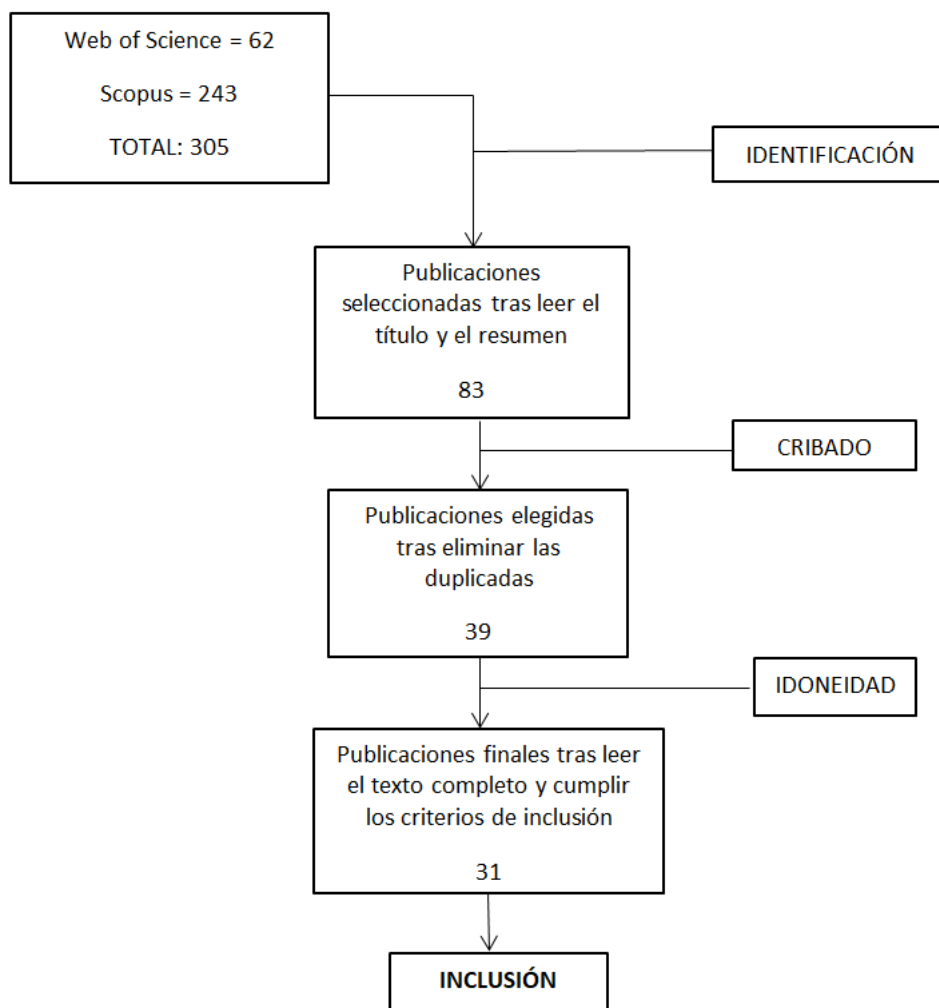 Web of Science = 62
Scopus = 243
TOTAL: 305
IDENTIFICACIÓN
Publicaciones
seleccionadas tras leer el
título y el resumen
83
CRIBADO
Publicaciones elegidas
tras eliminar las
duplicadas
39
IDONEIDAD
Publicaciones finales tras leer
el texto completo y cumplir
los criterios de inclusión
31
INCLUSIÓN